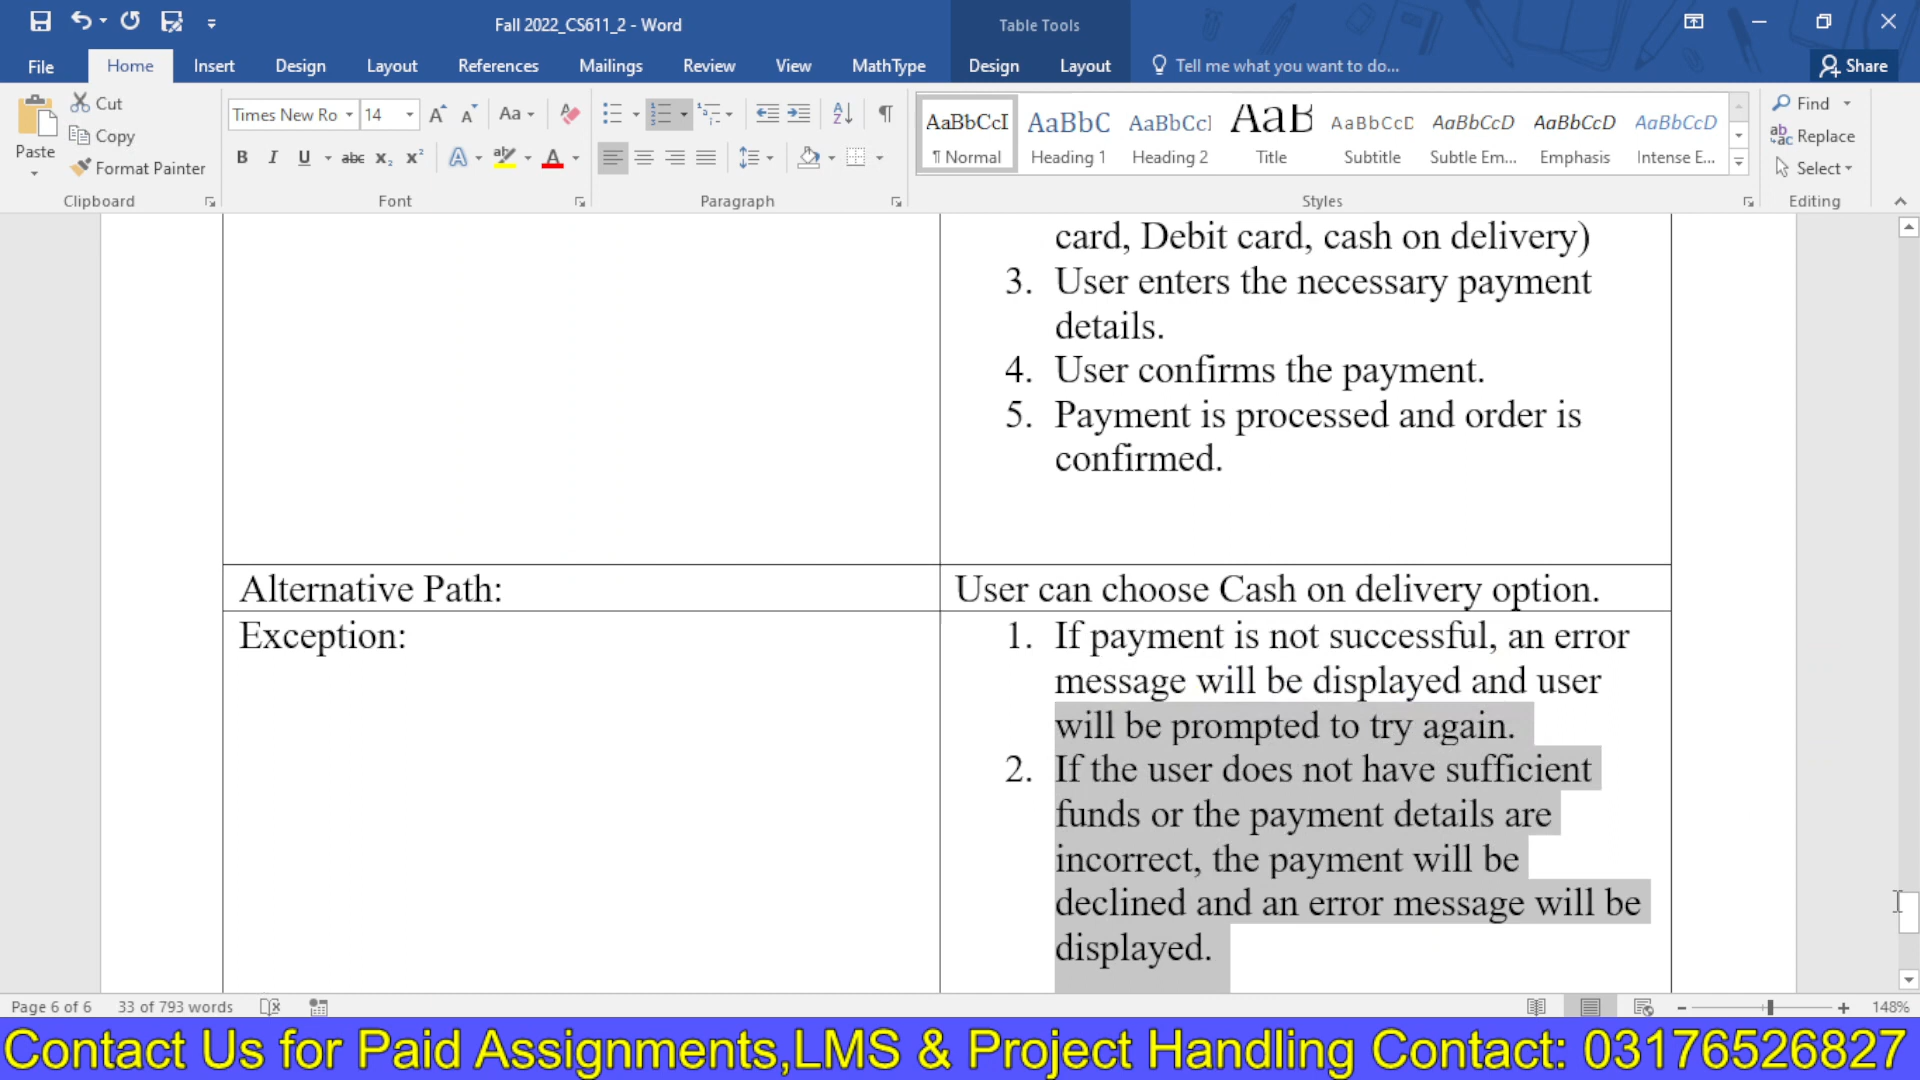 Fall 2022_CS611_2 - Word
Table Tools
File
Home
Insert
Design
Layout
References
Mailings
Review
View
MathType
Design
Layout
Tell me what you want to do...
Share
Paste
Cut
Copy
Format Painter
Clipboard
Times New Ro
14
Font
Paragraph
AaBbCcI
¶ Normal
AaBbC
Heading 1
AaBbCcI
Heading 2
AaB
Title
AaBbCcD
Subtitle
AaBbCcD
Subtle Em...
AaBbCcD
Emphasis
AaBbCcD
Intense E...
Styles
Find
Replace
Select
Editing
card, Debit card, cash on delivery)
3. User enters the necessary payment
details.
4. User confirms the payment.
5. Payment is processed and order is
confirmed.
Alternative Path:
User can choose Cash on delivery option.
Exception:
1. If payment is not successful, an error
message will be displayed and user
will be prompted to try again.
2. If the user does not have sufficient
funds or the payment details are
incorrect, the payment will be
declined and an error message will be
displayed.
Page 6 of 6
33 of 793 words
148%
Contact Us for Paid Assignments,LMS & Project Handling Contact: 03176526827